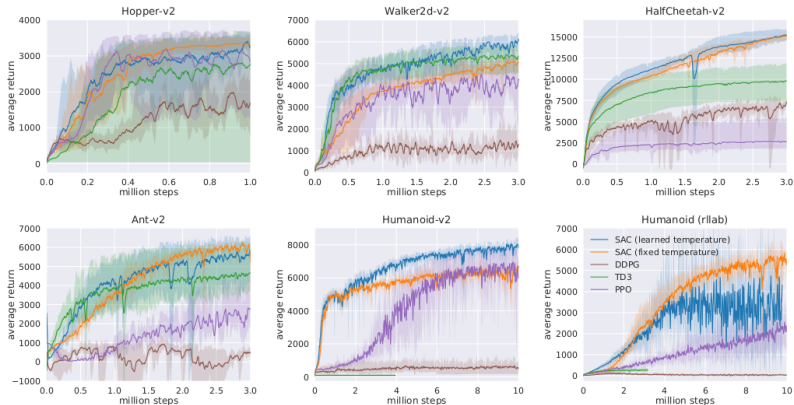 Hopper-v2
4000
3000
2000
1000
0
average return
0.0 0.2 0.4 0.6 0.8 1.0
million steps
Walker2d-v2
7000
6000
5000
4000
3000
2000
1000
0
average return
0.0 0.5 1.0 1.5 2.0 2.5 3.0
million steps
HalfCheetah-v2
15000
12500
10000
7500
5000
2500
0
average return
0.0 0.5 1.0 1.5 2.0 2.5 3.0
million steps
Ant-v2
7000
6000
5000
4000
3000
2000
1000
0
−1000
average return
0.0 0.5 1.0 1.5 2.0 2.5 3.0
million steps
Humanoid-v2
8000
6000
4000
2000
0
average return
0 2 4 6 8 10
million steps
Humanoid (rllab)
7000
6000
5000
4000
3000
2000
1000
0
average return
SAC (learned temperature)
SAC (fixed temperature)
DDPG
TD3
PPO
0 2 4 6 8 10
million steps